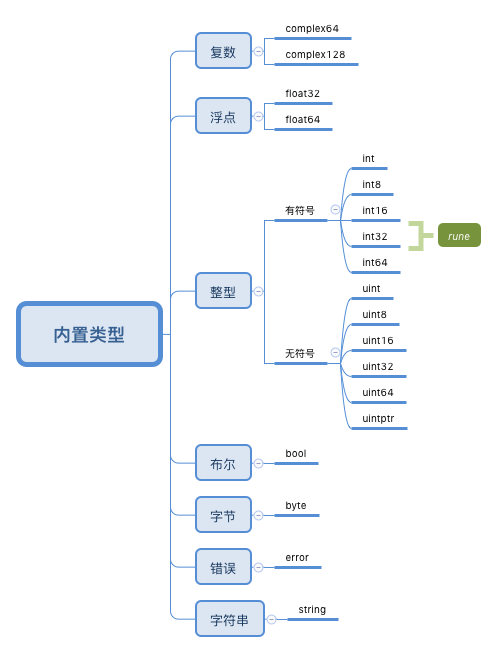 内置类型
复数
complex64
complex128
浮点
float32
float64
整型
有符号
int
int8
int16
int32
int64
rune
无符号
uint
uint8
uint16
uint32
uint64
uintptr
布尔
bool
字节
byte
错误
error
字符串
string